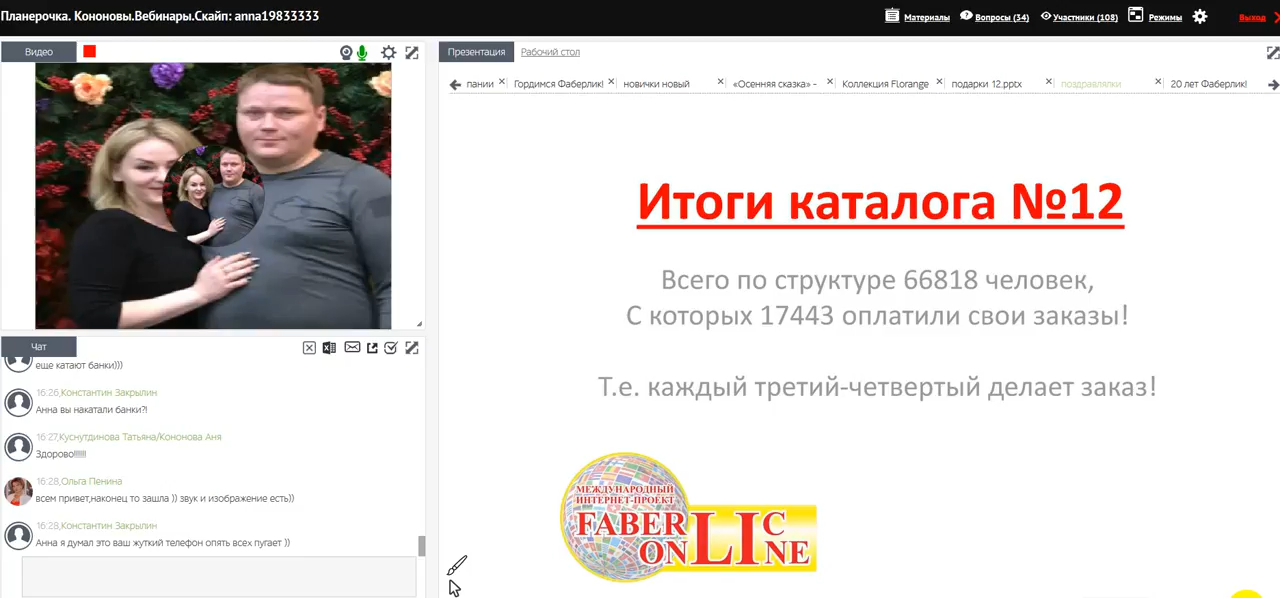 Планерочка. Кононовы.Вебинары.Скайп: anna19833333
Материалы
Вопросы (34)
Участники (108)
Режимы
Выход
Видео
Презентация
Рабочий стол
пании
Гордимся Фаберлик!
новички новый
«Осенняя сказка» -
Коллекция Florange
подарки 12.pptx
поздравлялки
20 лет Фаберлик!
Итоги каталога №12
Всего по структуре 66818 человек,
С которых 17443 оплатили свои заказы!
Т.е. каждый третий-четвертый делает заказ!
МЕЖДУНАРОДНЫЙ
ИНТЕРНЕТ-ПРОЕКТ
FABERLIC
ONLINE
Чат
еще катают банки)))
16:26,Константин Закрылин
Анна вы накатали банки?!
16:27,Куснутдинова Татьяна/Кононова Аня
Здорово!!!!!!
16:28,Ольга Пенина
всем привет,наконец то зашла )) звук и изображение есть))
16:28,Константин Закрылин
Анна я думал это ваш жуткий телефон опять всех пугает ))